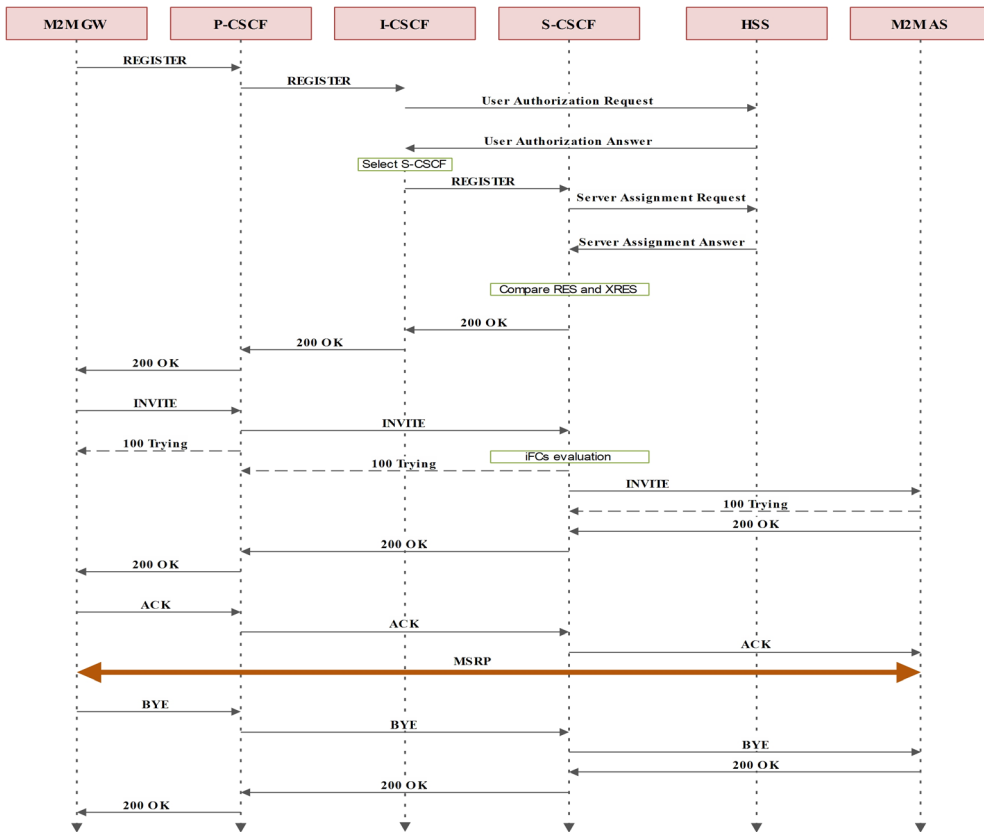 M2M GW P-CSCF I-CSCF S-CSCF HSS M2M AS
REGISTER
REGISTER
User Authorization Request
User Authorization Answer
Select S-CSCF
REGISTER
Server Assignment Request
Server Assignment Answer
Compare RES and XRES
200 OK
200 OK
200 OK
INVITE
INVITE
100 Trying
iFCs evaluation
100 Trying
INVITE
100 Trying
200 OK
200 OK
200 OK
ACK
ACK
ACK
MSRP
BYE
BYE
BYE
200 OK
200 OK
200 OK